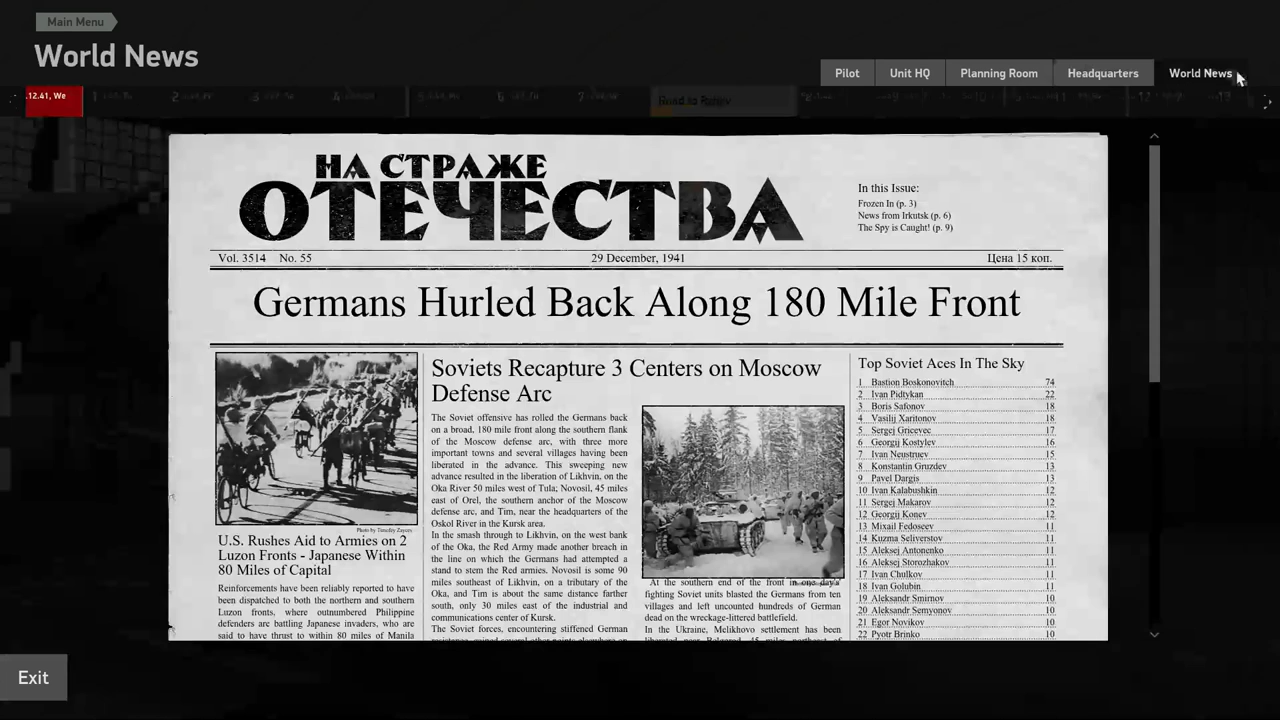 Main Menu
World News
Pilot
Unit HQ
Planning Room
Headquarters
World News
.12.41, We
НА СТРАЖЕ
ОТЕЧЕСТВА
In this Issue:
Frozen In (p. 3)
News from Irkutsk (p. 6)
The Spy is Caught! (p. 9)
Vol. 3514 No. 55
29 December, 1941
Цена 15 коп.
Germans Hurled Back Along 180 Mile Front
U.S. Rushes Aid to Armies on 2
Luzon Fronts - Japanese Within
80 Miles of Capital
Reinforcements have been reliably reported to have
been dispatched to both the northern and southern
Luzon fronts, where outnumbered Philippine
defenders are battling Japanese invaders, who are
said to have thrust to within 80 miles of Manila
Soviets Recapture 3 Centers on Moscow
Defense Arc
The Soviet offensive has rolled the Germans back
on a broad, 180 mile front along the southern flank
of the Moscow defense arc, with three more
important towns and several villages having been
liberated in the advance. This sweeping new
advance resulted in the liberation of Likhvin, on the
Oka River 50 miles west of Tula; Novosil, 45 miles
east of Orel, the southern anchor of the Moscow
defense arc, and Tim, near the headquarters of the
Oskol River in the Kursk area.
In the smash through to Likhvin, on the west bank
of the Oka, the Red Army made another breach in
the line on which the Germans had attempted a
stand to stem the Red armies. Novosil is some 90
miles southeast of Likhvin, on a tributary of the
Oka, and Tim is about the same distance farther
south, only 30 miles east of the industrial and
communications center of Kursk.
The Soviet forces, encountering stiffened German
At the southern end of the front in one day's
fighting Soviet units blasted the Germans from ten
villages and left uncounted hundreds of German
dead on the wreckage-littered battlefield.
In the Ukraine, Melikhovo settlement has been
Top Soviet Aces In The Sky
1 Bastion Boskonovitch 74
2 Ivan Pidtykan 22
3 Boris Safonov 18
4 Vasilij Xaritonov 18
5 Sergej Gricevec 17
6 Georgij Kostylev 16
7 Ivan Neustruev 15
8 Konstantin Gruzdev 13
9 Pavel Dargis 13
10 Ivan Kalabushkin 12
11 Sergej Makarov 12
12 Georgij Konev 12
13 Mixail Fedoseev 11
14 Kuzma Seliverstov 11
15 Aleksej Antonenko 11
16 Aleksej Storozhakov 11
17 Ivan Chulkov 11
18 Ivan Golubin 11
19 Aleksandr Smirnov 10
20 Aleksandr Semyonov 10
21 Egor Novikov 10
22 Pyotr Brinko 10
Exit